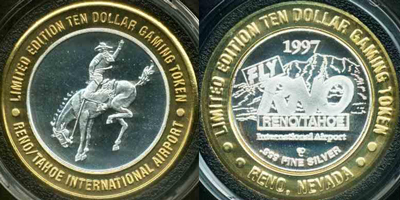 • LIMITED EDITION TEN DOLLAR GAMING TOKEN •
RENO/TAHOE INTERNATIONAL AIRPORT
LIMITED EDITION TEN DOLLAR GAMING TOKEN
1997
FLY
RNO
RENO/TAHOE
International Airport
.999 FINE SILVER
• RENO, NEVADA •